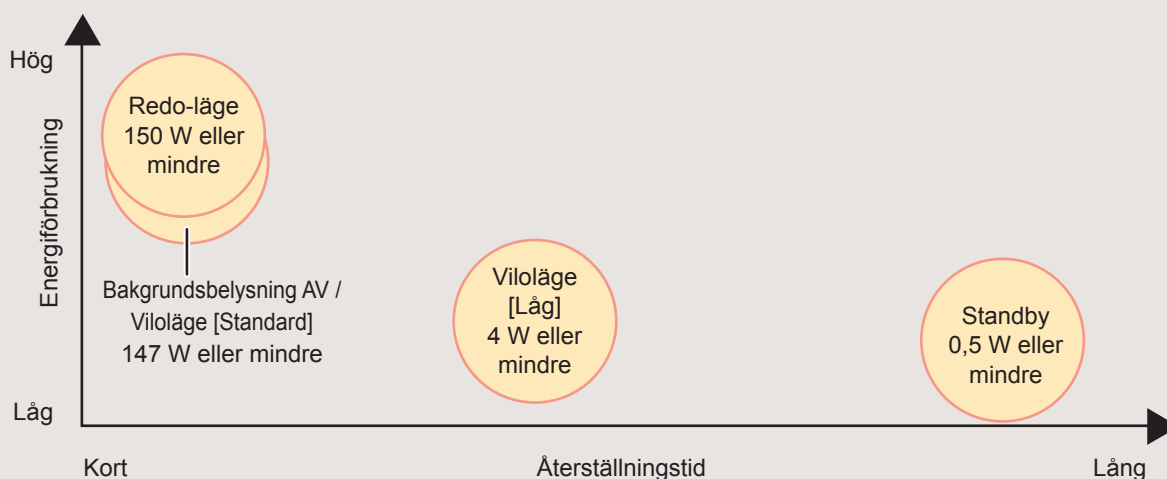 Hög
Energiförbrukning
Redo-läge
150 W eller
mindre
Bakgrundsbelysning AV /
Viloläge [Standard]
147 W eller mindre
Viloläge
[Låg]
4 W eller
mindre
Standby
0,5 W eller
mindre
Låg
Kort
Återställningstid
Lång